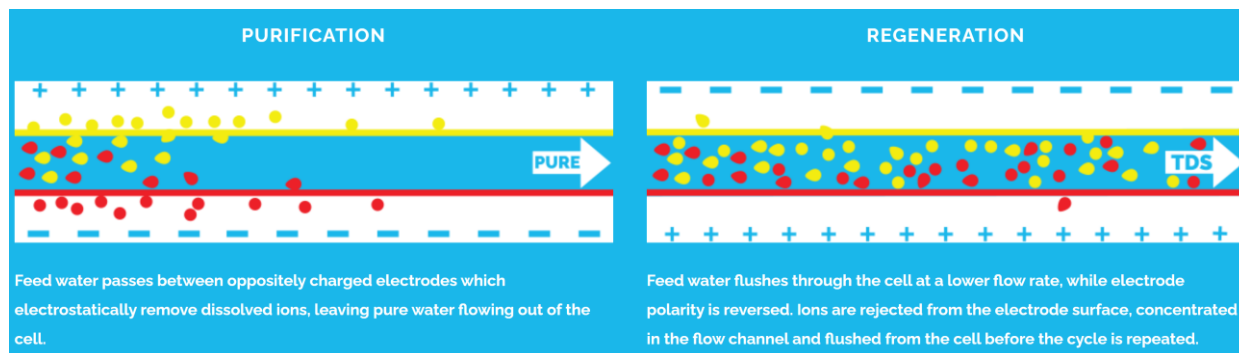 PURIFICATION
PURE
Feed water passes between oppositely charged electrodes which
electrostatically remove dissolved ions, leaving pure water flowing out of the
cell.
REGENERATION
TDS
Feed water flushes through the cell at a lower flow rate, while electrode
polarity is reversed. Ions are rejected from the electrode surface, concentrated
in the flow channel and flushed from the cell before the cycle is repeated.